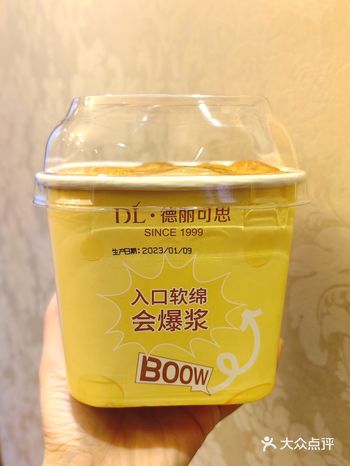 DL·德丽可思
SINCE 1999
生产日期：2023/01/09
入口软绵
会爆浆
BOOW
大众点评